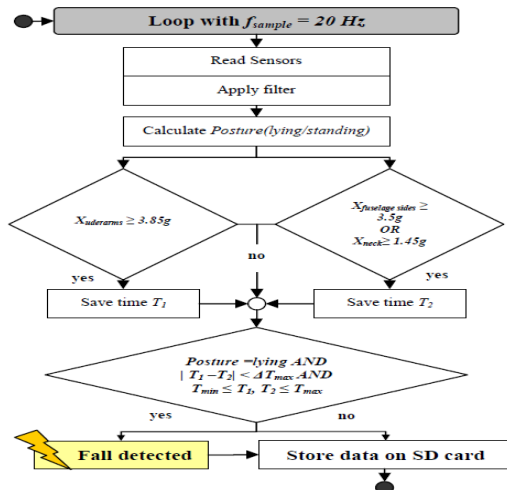 Loop with f_sample = 20 Hz
Read Sensors
Apply filter
Calculate Posture(lying/standing)
X_uderarms ≥ 3.85g
X_fuselage sides ≥
3.5g
OR
X_neck ≥ 1.45g
yes
no
yes
Save time T_1
Save time T_2
Posture =lying AND
| T_1 –T_2| < ΔT_max AND
T_min ≤ T_1, T_2 ≤ T_max
yes
no
Fall detected
Store data on SD card